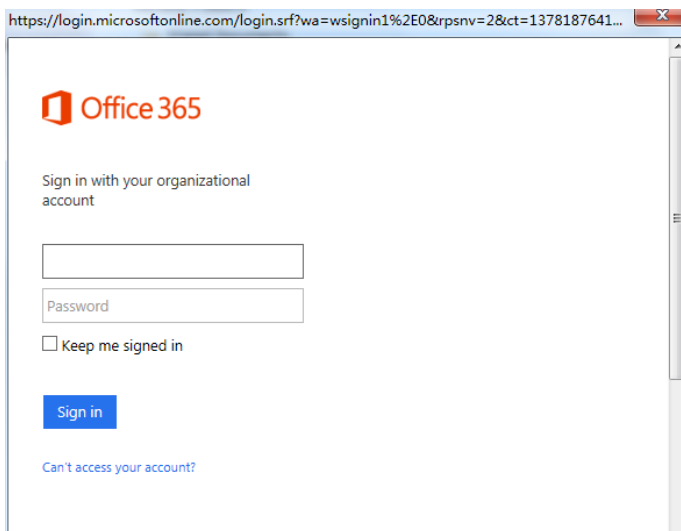 https://login.microsoftonline.com/login.srf?wa=wsignin1%2E0&rpsnv=2&ct=1378187641...
Office 365
Sign in with your organizational
account
Password
Keep me signed in
Sign in
Can't access your account?